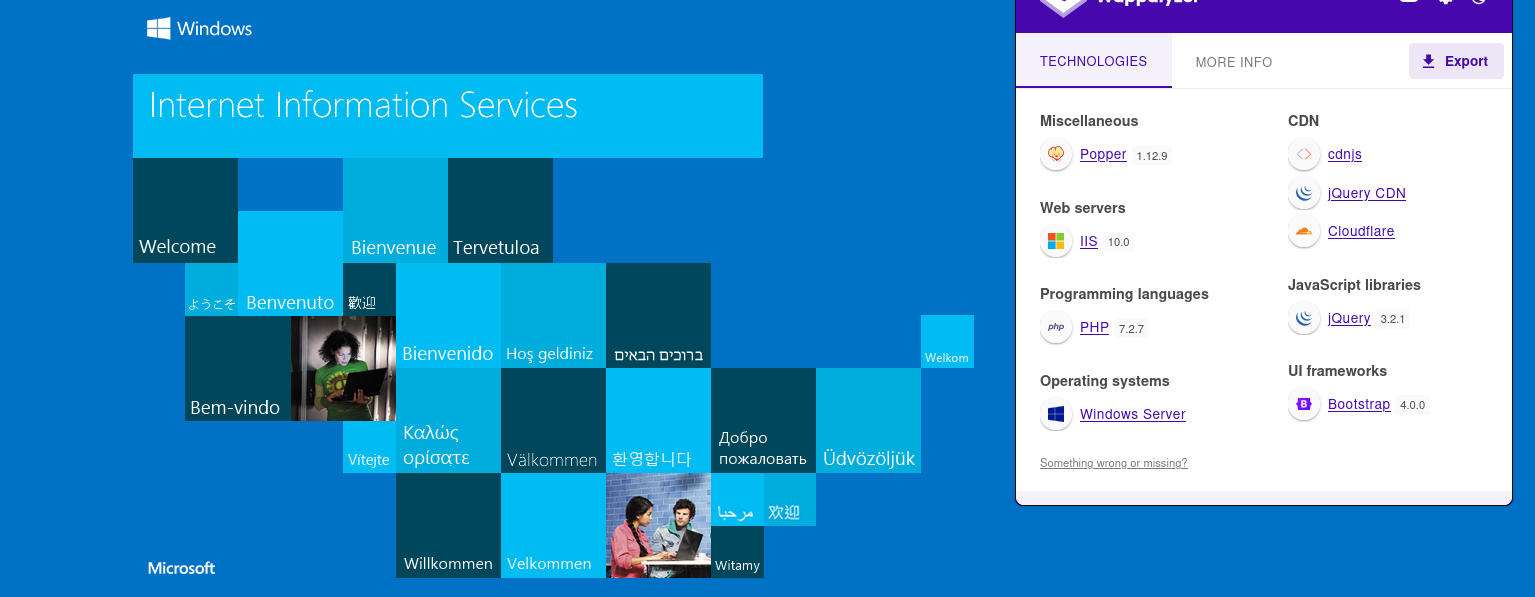 Windows
Internet Information Services
Welcome
Bienvenue
Tervetuloa
ようこそ
Benvenuto
歡迎
Bem-vindo
Bienvenido
Hoş geldiniz
ברוכים הבאים
Welkom
Vítejte
Καλώς
ορίσατε
Välkommen
환영합니다
Добро
пожаловать
Üdvözöljük
Willkommen
Velkommen
مرحبا
欢迎
Witamy
Microsoft
Wappalyzer
TECHNOLOGIES
MORE INFO
Export
Miscellaneous
Popper 1.12.9
Web servers
IIS 10.0
Programming languages
PHP 7.2.7
Operating systems
Windows Server
Something wrong or missing?
CDN
cdnjs
jQuery CDN
Cloudflare
JavaScript libraries
jQuery 3.2.1
UI frameworks
Bootstrap 4.0.0